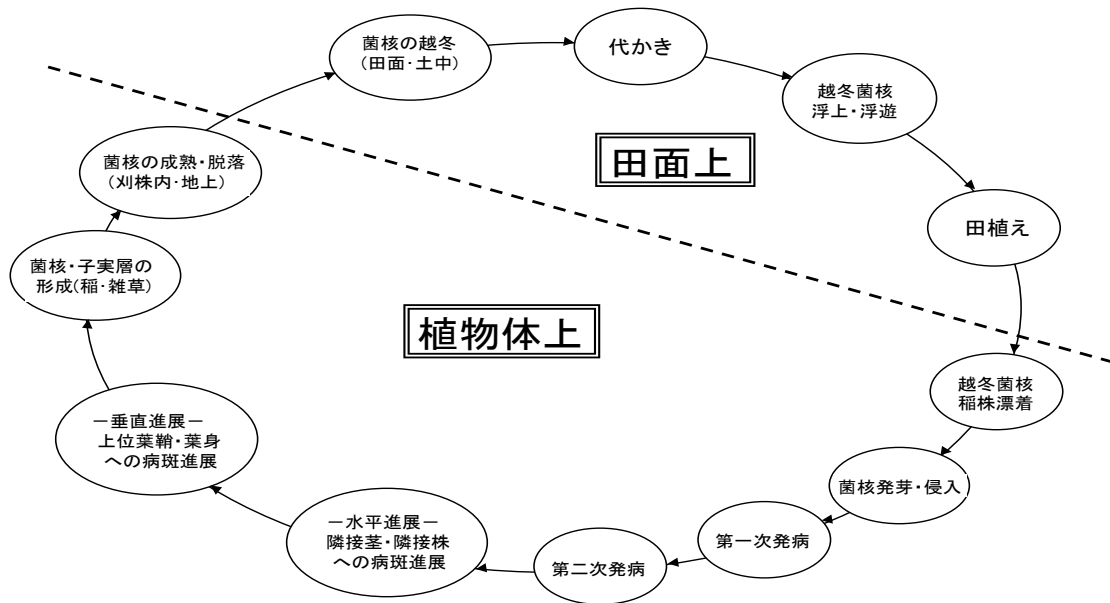 菌核の越冬
(田面・土中)
代かき
越冬菌核
浮上・浮遊
田植え
田面上
菌核の成熟・脱落
(刈株内・地上)
菌核・子実層の
形成(稲・雑草)
植物体上
越冬菌核
稲株漂着
菌核発芽・侵入
第一次発病
第二次発病
－水平進展－
隣接茎・隣接株
への病斑進展
－垂直進展－
上位葉鞘・葉身
への病斑進展